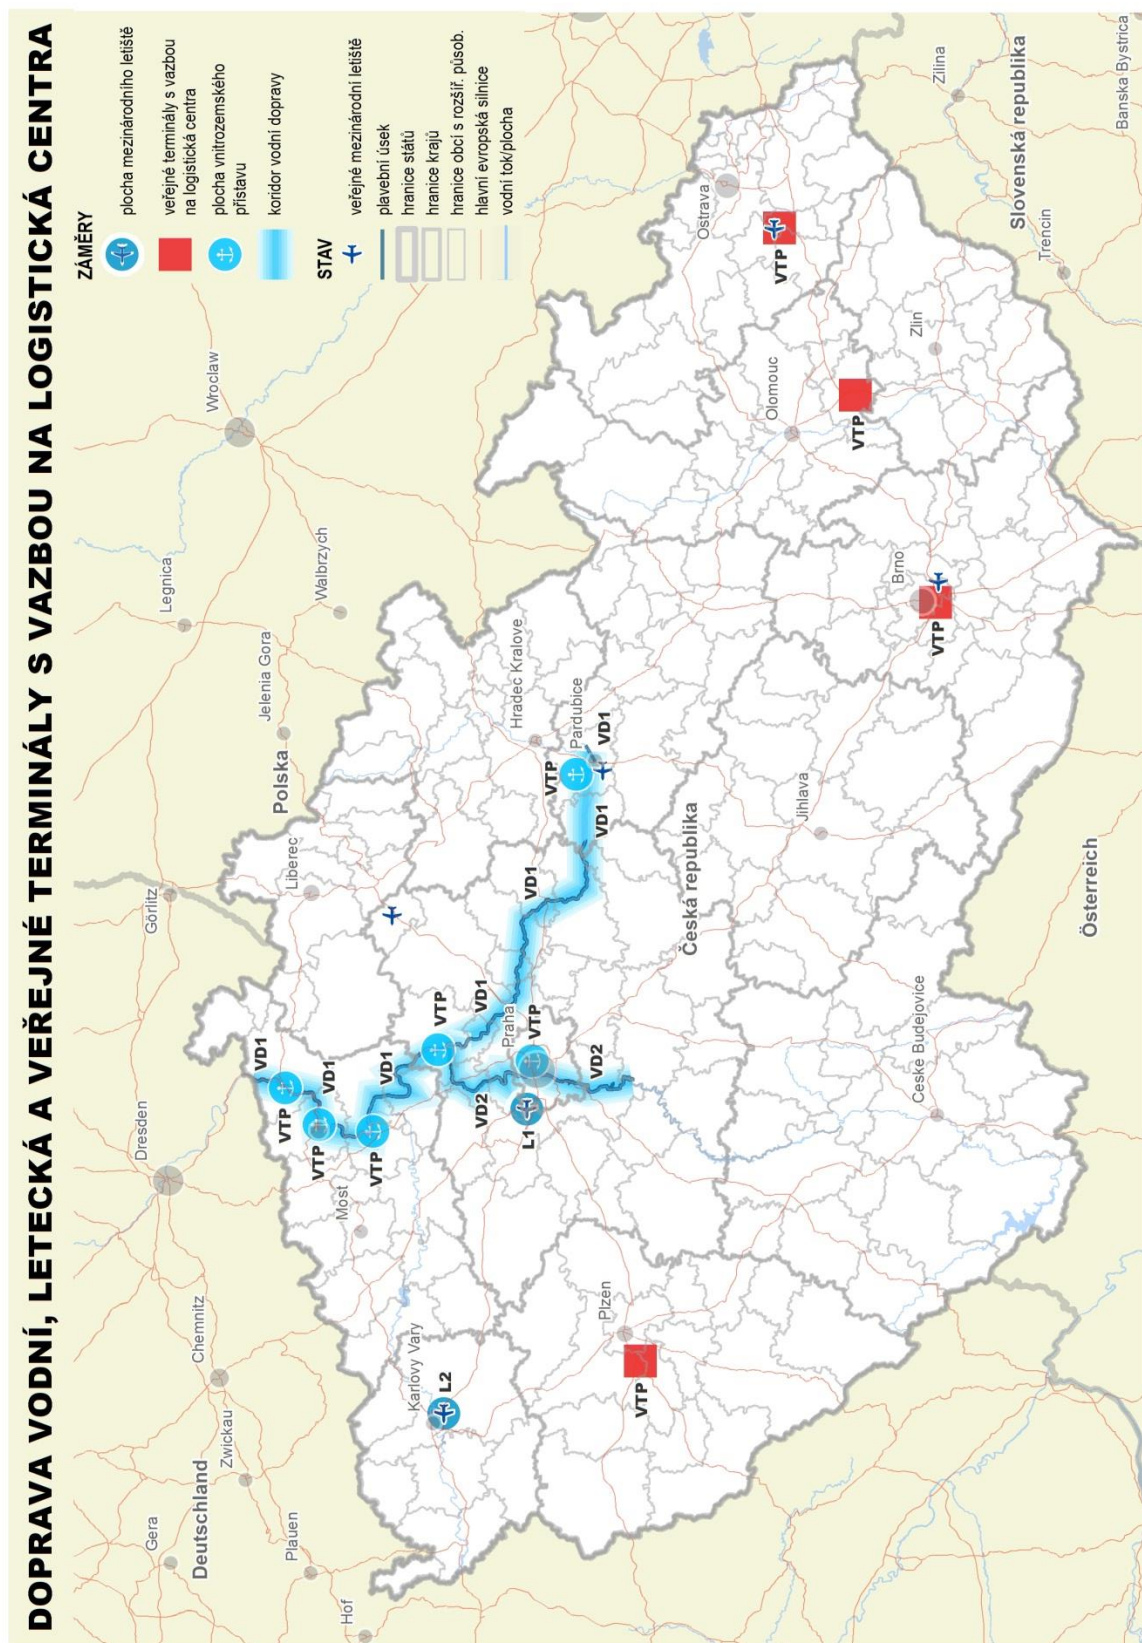 DOPRAVA VODNÍ, LETECKÁ A VEŘEJNÉ TERMINÁLY S VAZBOU NA LOGISTICKÁ CENTRA
ZÁMĚRY
plocha mezinárodního letiště
veřejné terminály s vazbou
na logistická centra
plocha vnitrozemského
přístavu
koridor vodní dopravy
STAV
veřejné mezinárodní letiště
plavební úsek
hranice států
hranice krajů
hranice obcí s rozšíř. působ.
hlavní evropská silnice
vodní tok/plocha
Gera
Deutschland
Plauen
Hof
Zwickau
Chemnitz
Dresden
Görlitz
Legnica
Wroclaw
Walbrzych
Jelenia Gora
Polska
Liberec
Most
Karlovy Vary
L2
VD1
VTP
VD1
VTP
VTP
VD1
VTP
VD1
Praha
VTP
VD2
L1
VD2
VD1
Hradec Kralove
VTP
Pardubice
VD1
VD1
Plzen
VTP
Česká republika
Ceske Budejovice
Jihlava
Österreich
Brno
VTP
Olomouc
VTP
Zlin
Ostrava
VTP
Zilina
Slovenská republika
Trencin
Banska Bystrica